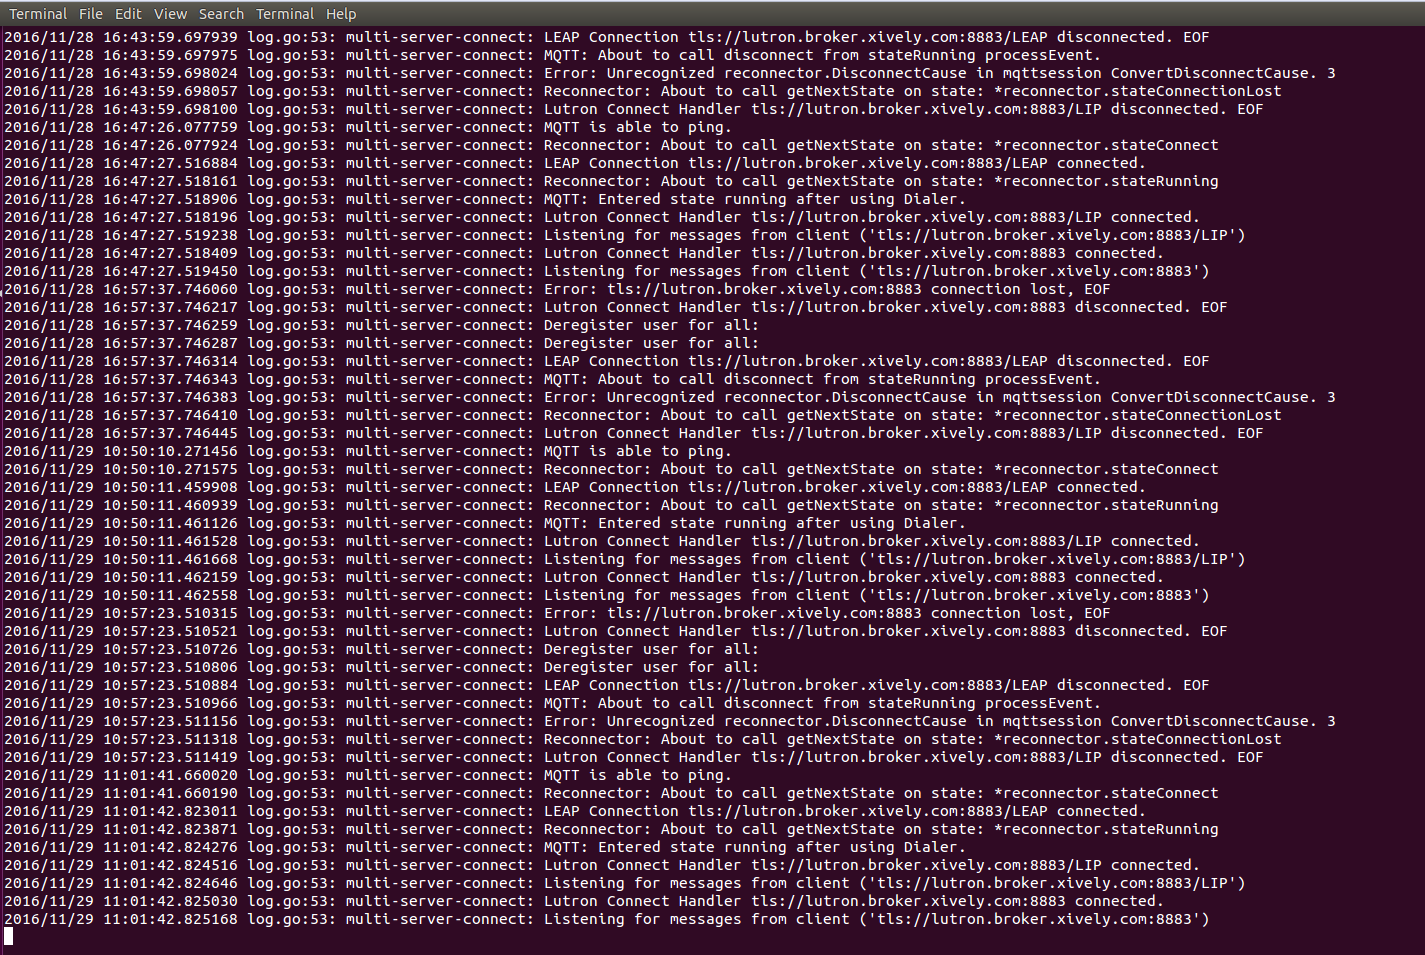 Terminal File Edit View Search Terminal Help
2016/11/28 16:43:59.697939 log.go:53: multi-server-connect: LEAP Connection tls://lutron.broker.xively.com:8883/LEAP disconnected. EOF
2016/11/28 16:43:59.697975 log.go:53: multi-server-connect: MQTT: About to call disconnect from stateRunning processEvent.
2016/11/28 16:43:59.698024 log.go:53: multi-server-connect: Error: Unrecognized reconnector.DisconnectCause in mqttsession ConvertDisconnectCause. 3
2016/11/28 16:43:59.698057 log.go:53: multi-server-connect: Reconnector: About to call getNextState on state: *reconnector.stateConnectionLost
2016/11/28 16:43:59.698100 log.go:53: multi-server-connect: Lutron Connect Handler tls://lutron.broker.xively.com:8883/LIP disconnected. EOF
2016/11/28 16:47:26.077759 log.go:53: multi-server-connect: MQTT is able to ping.
2016/11/28 16:47:26.077924 log.go:53: multi-server-connect: Reconnector: About to call getNextState on state: *reconnector.stateConnect
2016/11/28 16:47:27.516884 log.go:53: multi-server-connect: LEAP Connection tls://lutron.broker.xively.com:8883/LEAP connected.
2016/11/28 16:47:27.518161 log.go:53: multi-server-connect: Reconnector: About to call getNextState on state: *reconnector.stateRunning
2016/11/28 16:47:27.518906 log.go:53: multi-server-connect: MQTT: Entered state running after using Dialer.
2016/11/28 16:47:27.518196 log.go:53: multi-server-connect: Lutron Connect Handler tls://lutron.broker.xively.com:8883/LIP connected.
2016/11/28 16:47:27.519238 log.go:53: multi-server-connect: Listening for messages from client ('tls://lutron.broker.xively.com:8883/LIP')
2016/11/28 16:47:27.518409 log.go:53: multi-server-connect: Lutron Connect Handler tls://lutron.broker.xively.com:8883 connected.
2016/11/28 16:47:27.519450 log.go:53: multi-server-connect: Listening for messages from client ('tls://lutron.broker.xively.com:8883')
2016/11/28 16:57:37.746060 log.go:53: multi-server-connect: Error: tls://lutron.broker.xively.com:8883 connection lost, EOF
2016/11/28 16:57:37.746217 log.go:53: multi-server-connect: Lutron Connect Handler tls://lutron.broker.xively.com:8883 disconnected. EOF
2016/11/28 16:57:37.746259 log.go:53: multi-server-connect: Deregister user for all:
2016/11/28 16:57:37.746287 log.go:53: multi-server-connect: Deregister user for all:
2016/11/28 16:57:37.746314 log.go:53: multi-server-connect: LEAP Connection tls://lutron.broker.xively.com:8883/LEAP disconnected. EOF
2016/11/28 16:57:37.746343 log.go:53: multi-server-connect: MQTT: About to call disconnect from stateRunning processEvent.
2016/11/28 16:57:37.746383 log.go:53: multi-server-connect: Error: Unrecognized reconnector.DisconnectCause in mqttsession ConvertDisconnectCause. 3
2016/11/28 16:57:37.746410 log.go:53: multi-server-connect: Reconnector: About to call getNextState on state: *reconnector.stateConnectionLost
2016/11/28 16:57:37.746445 log.go:53: multi-server-connect: Lutron Connect Handler tls://lutron.broker.xively.com:8883/LIP disconnected. EOF
2016/11/29 10:50:10.271456 log.go:53: multi-server-connect: MQTT is able to ping.
2016/11/29 10:50:10.271575 log.go:53: multi-server-connect: Reconnector: About to call getNextState on state: *reconnector.stateConnect
2016/11/29 10:50:11.459908 log.go:53: multi-server-connect: LEAP Connection tls://lutron.broker.xively.com:8883/LEAP connected.
2016/11/29 10:50:11.460939 log.go:53: multi-server-connect: Reconnector: About to call getNextState on state: *reconnector.stateRunning
2016/11/29 10:50:11.461126 log.go:53: multi-server-connect: MQTT: Entered state running after using Dialer.
2016/11/29 10:50:11.461528 log.go:53: multi-server-connect: Lutron Connect Handler tls://lutron.broker.xively.com:8883/LIP connected.
2016/11/29 10:50:11.461668 log.go:53: multi-server-connect: Listening for messages from client ('tls://lutron.broker.xively.com:8883/LIP')
2016/11/29 10:50:11.462159 log.go:53: multi-server-connect: Lutron Connect Handler tls://lutron.broker.xively.com:8883 connected.
2016/11/29 10:50:11.462558 log.go:53: multi-server-connect: Listening for messages from client ('tls://lutron.broker.xively.com:8883')
2016/11/29 10:57:23.510315 log.go:53: multi-server-connect: Error: tls://lutron.broker.xively.com:8883 connection lost, EOF
2016/11/29 10:57:23.510521 log.go:53: multi-server-connect: Lutron Connect Handler tls://lutron.broker.xively.com:8883 disconnected. EOF
2016/11/29 10:57:23.510726 log.go:53: multi-server-connect: Deregister user for all:
2016/11/29 10:57:23.510806 log.go:53: multi-server-connect: Deregister user for all:
2016/11/29 10:57:23.510884 log.go:53: multi-server-connect: LEAP Connection tls://lutron.broker.xively.com:8883/LEAP disconnected. EOF
2016/11/29 10:57:23.510966 log.go:53: multi-server-connect: MQTT: About to call disconnect from stateRunning processEvent.
2016/11/29 10:57:23.511156 log.go:53: multi-server-connect: Error: Unrecognized reconnector.DisconnectCause in mqttsession ConvertDisconnectCause. 3
2016/11/29 10:57:23.511318 log.go:53: multi-server-connect: Reconnector: About to call getNextState on state: *reconnector.stateConnectionLost
2016/11/29 10:57:23.511419 log.go:53: multi-server-connect: Lutron Connect Handler tls://lutron.broker.xively.com:8883/LIP disconnected. EOF
2016/11/29 11:01:41.660020 log.go:53: multi-server-connect: MQTT is able to ping.
2016/11/29 11:01:41.660190 log.go:53: multi-server-connect: Reconnector: About to call getNextState on state: *reconnector.stateConnect
2016/11/29 11:01:42.823011 log.go:53: multi-server-connect: LEAP Connection tls://lutron.broker.xively.com:8883/LEAP connected.
2016/11/29 11:01:42.823871 log.go:53: multi-server-connect: Reconnector: About to call getNextState on state: *reconnector.stateRunning
2016/11/29 11:01:42.824276 log.go:53: multi-server-connect: MQTT: Entered state running after using Dialer.
2016/11/29 11:01:42.824516 log.go:53: multi-server-connect: Lutron Connect Handler tls://lutron.broker.xively.com:8883/LIP connected.
2016/11/29 11:01:42.824646 log.go:53: multi-server-connect: Listening for messages from client ('tls://lutron.broker.xively.com:8883/LIP')
2016/11/29 11:01:42.825030 log.go:53: multi-server-connect: Lutron Connect Handler tls://lutron.broker.xively.com:8883 connected.
2016/11/29 11:01:42.825168 log.go:53: multi-server-connect: Listening for messages from client ('tls://lutron.broker.xively.com:8883')